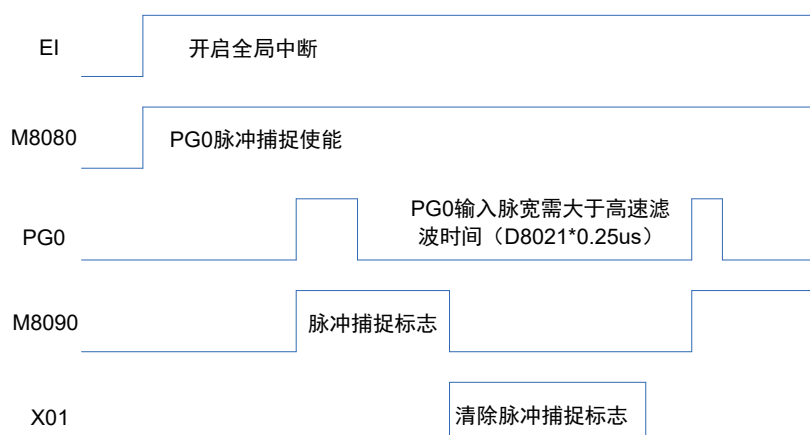 EI
开启全局中断
M8080
PG0脉冲捕捉使能
PG0
PG0输入脉宽需大于高速滤
波时间（D8021*0.25us）
M8090
脉冲捕捉标志
X01
清除脉冲捕捉标志